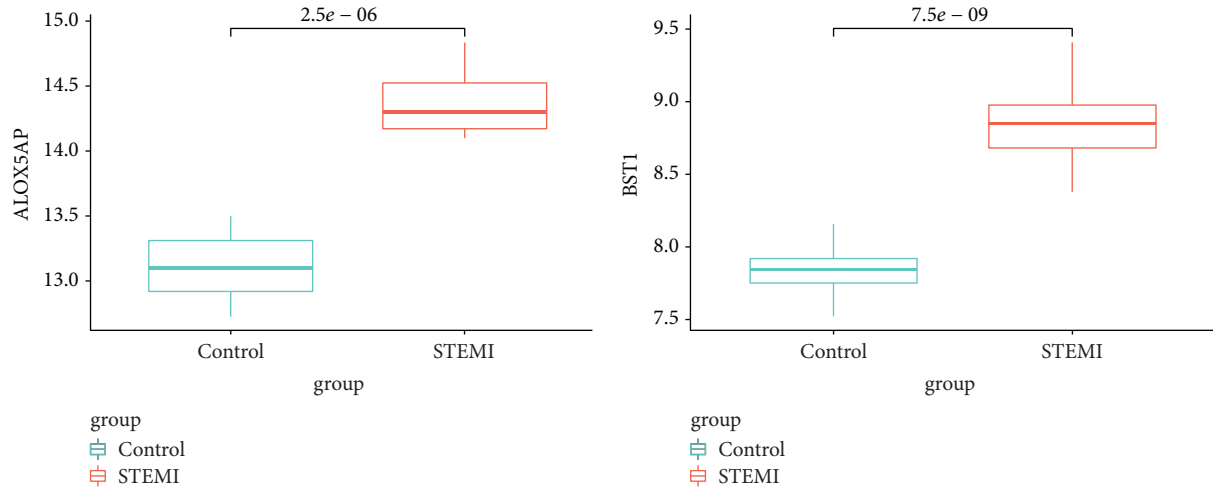 2.5e − 06
15.0
14.5
14.0
13.5
13.0
ALOX5AP
Control STEMI
group
group
Control
STEMI
7.5e − 09
9.5
9.0
8.5
8.0
7.5
BST1
Control STEMI
group
group
Control
STEMI